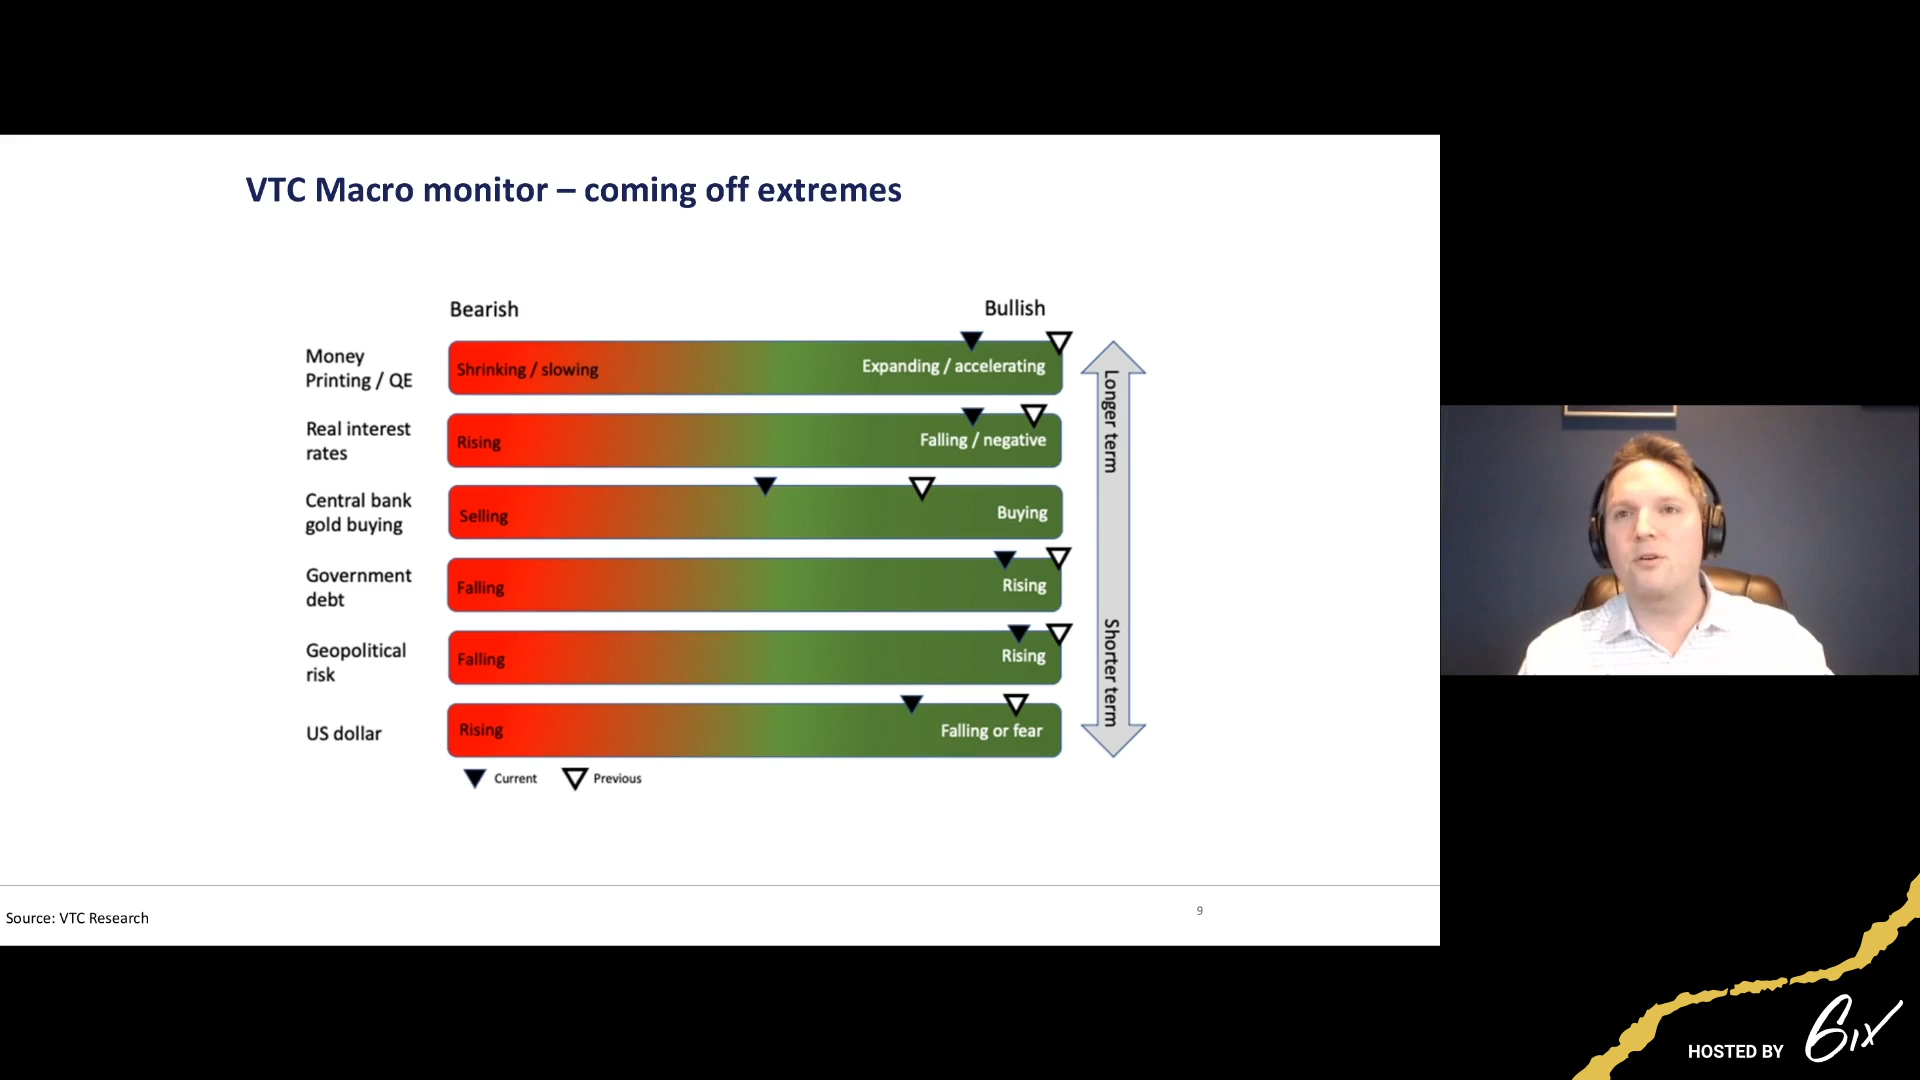 VTC Macro monitor – coming off extremes
Bearish
Bullish
Money
Printing / QE
Shrinking / slowing
Expanding / accelerating
Real interest
rates
Rising
Falling / negative
Central bank
gold buying
Selling
Buying
Government
debt
Falling
Rising
Geopolitical
risk
Falling
Rising
US dollar
Rising
Falling or fear
Longer term
Shorter term
Current
Previous
Source: VTC Research
9
HOSTED BY
6ix